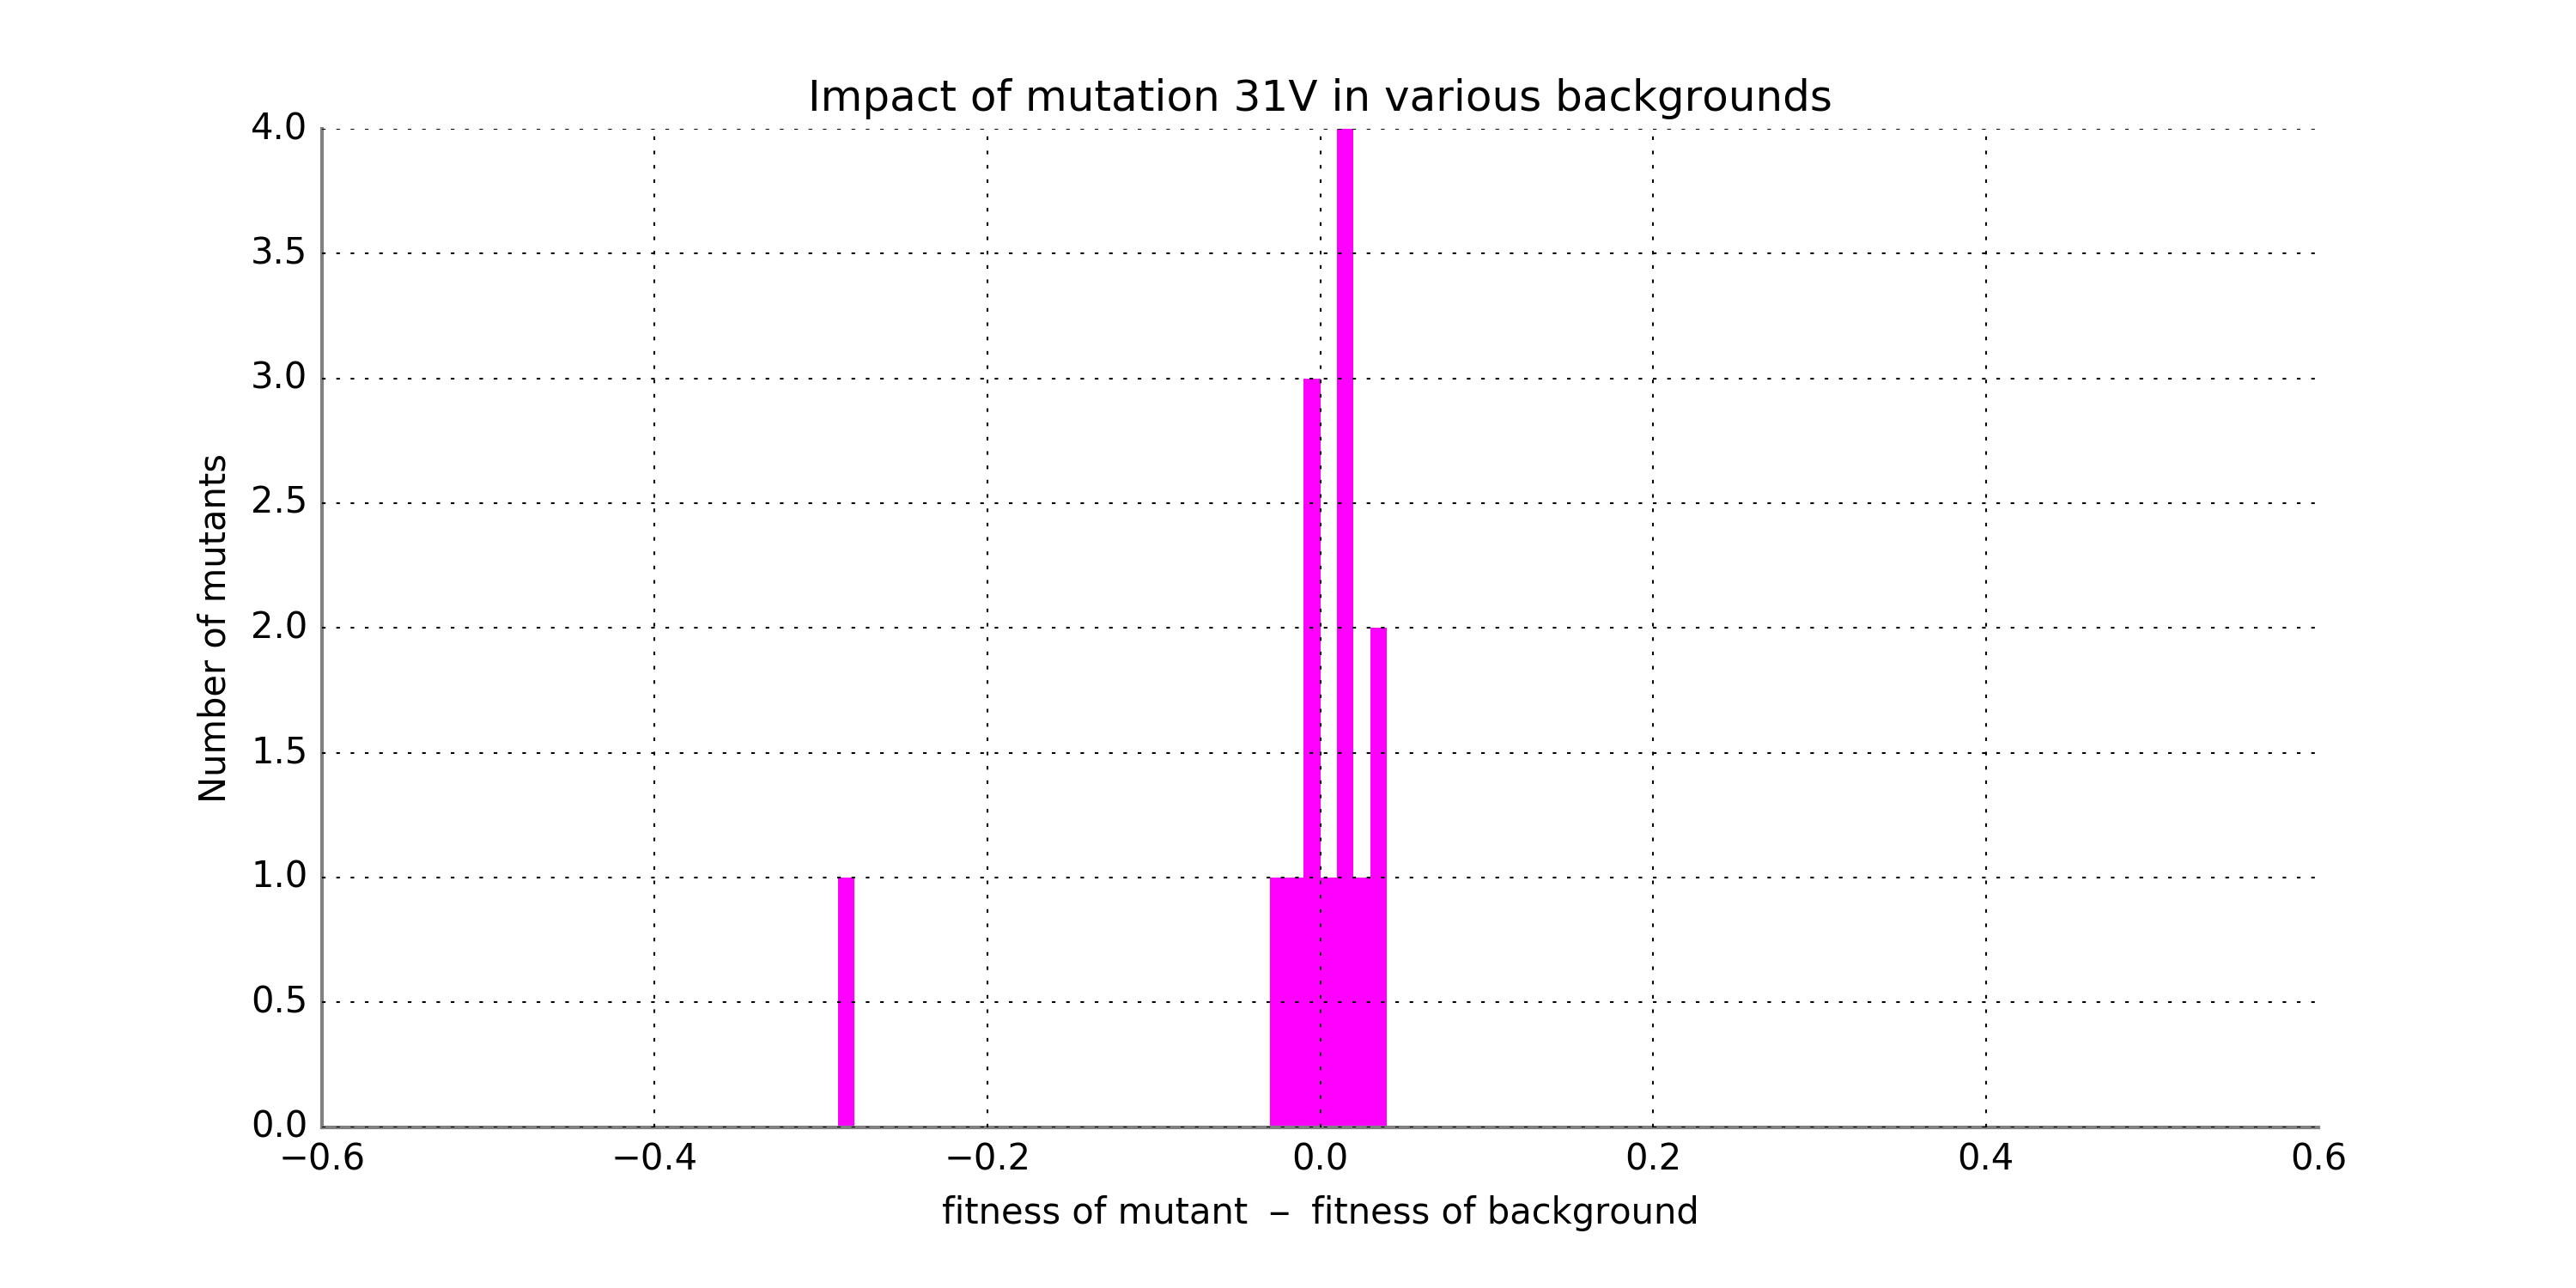 Impact of mutation 31V in various backgrounds
4.0
3.5
3.0
2.5
2.0
1.5
1.0
0.5
0.0
Number of mutants
−0.6 −0.4 −0.2 0.0 0.2 0.4 0.6
fitness of mutant − fitness of background